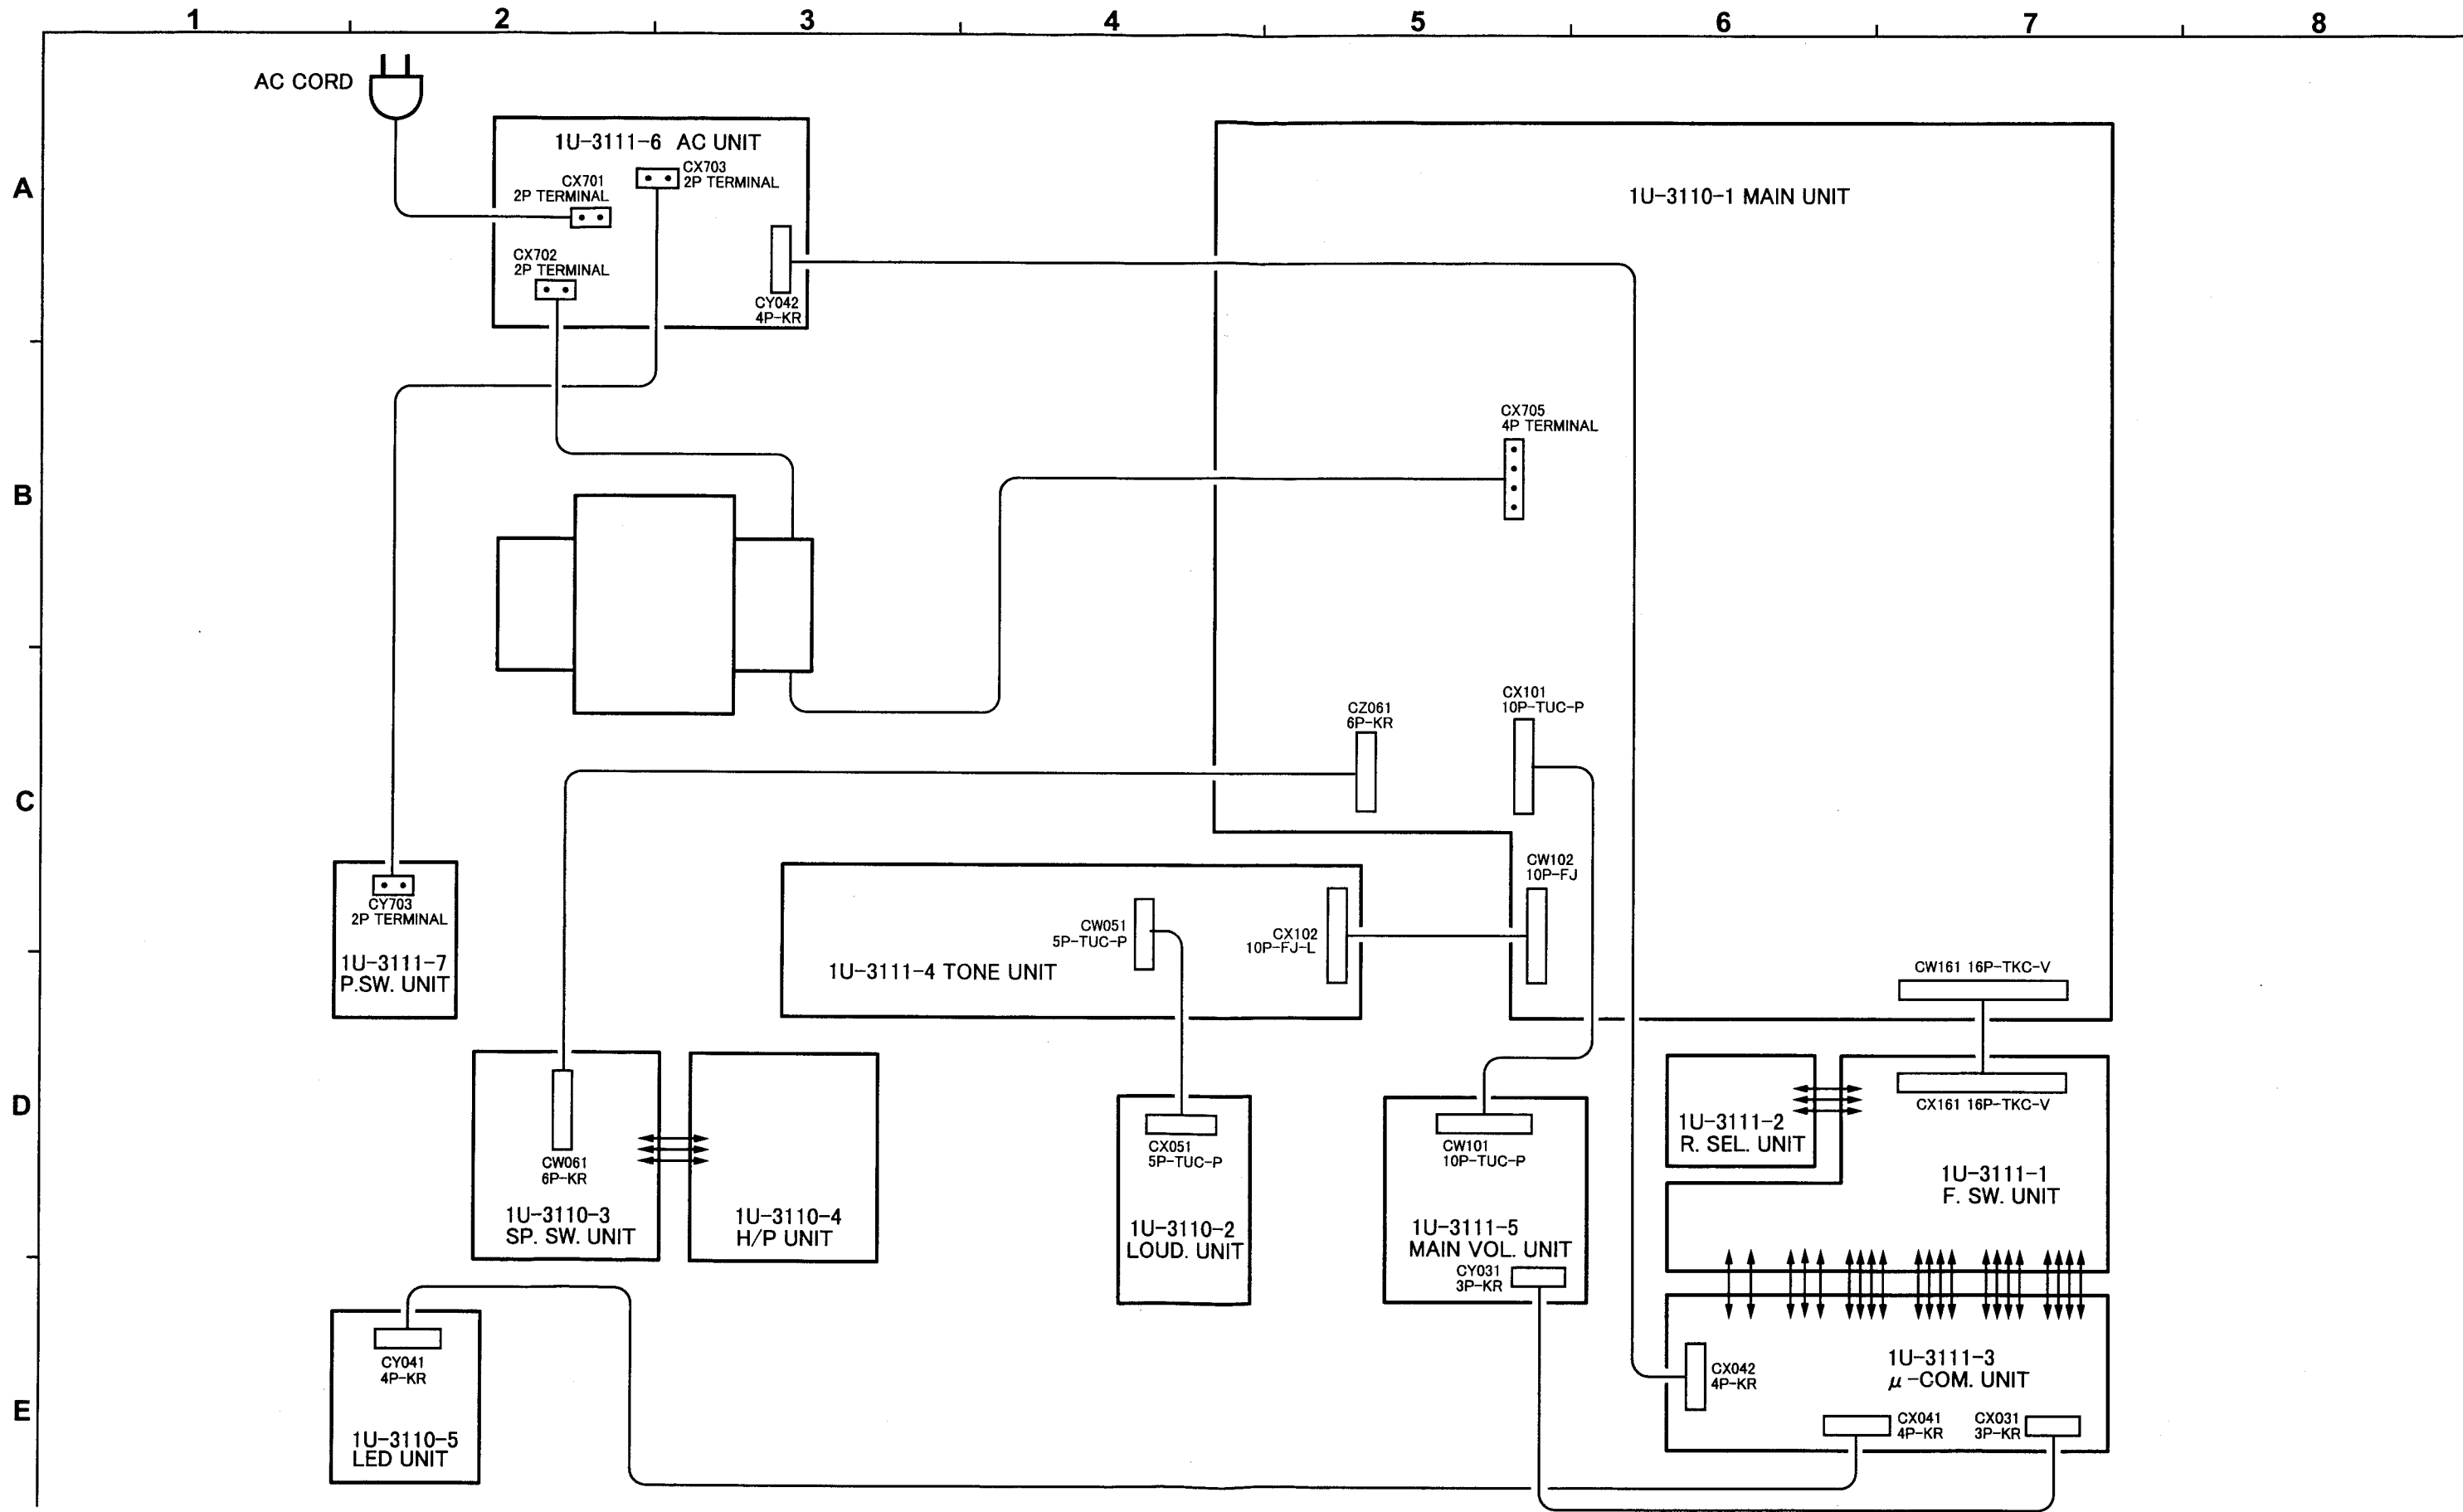 1 2 3 4 5 6 7 8
AC CORD
1U-3111-6 AC UNIT
CX703
2P TERMINAL
CX701
2P TERMINAL
A
1U-3110-1 MAIN UNIT
CX702
2P TERMINAL
CY042
4P-KR
CX705
4P TERMINAL
B
CZ061
6P-KR
CX101
10P-TUC-P
C
CY703
2P TERMINAL
1U-3111-7
P.SW. UNIT
CW051
5P-TUC-P
CX102
10P-FJ-L
1U-3111-4 TONE UNIT
CW102
10P-FJ
CW161 16P-TKC-V
D
CW061
6P-KR
1U-3110-3
SP. SW. UNIT
1U-3110-4
H/P UNIT
CX051
5P-TUC-P
1U-3110-2
LOUD. UNIT
CW101
10P-TUC-P
1U-3111-5
MAIN VOL. UNIT
CY031
3P-KR
1U-3111-2
R. SEL. UNIT
CX161 16P-TKC-V
1U-3111-1
F. SW. UNIT
E
CY041
4P-KR
1U-3110-5
LED UNIT
CX042
4P-KR
1U-3111-3
μ-COM. UNIT
CX041
4P-KR
CX031
3P-KR